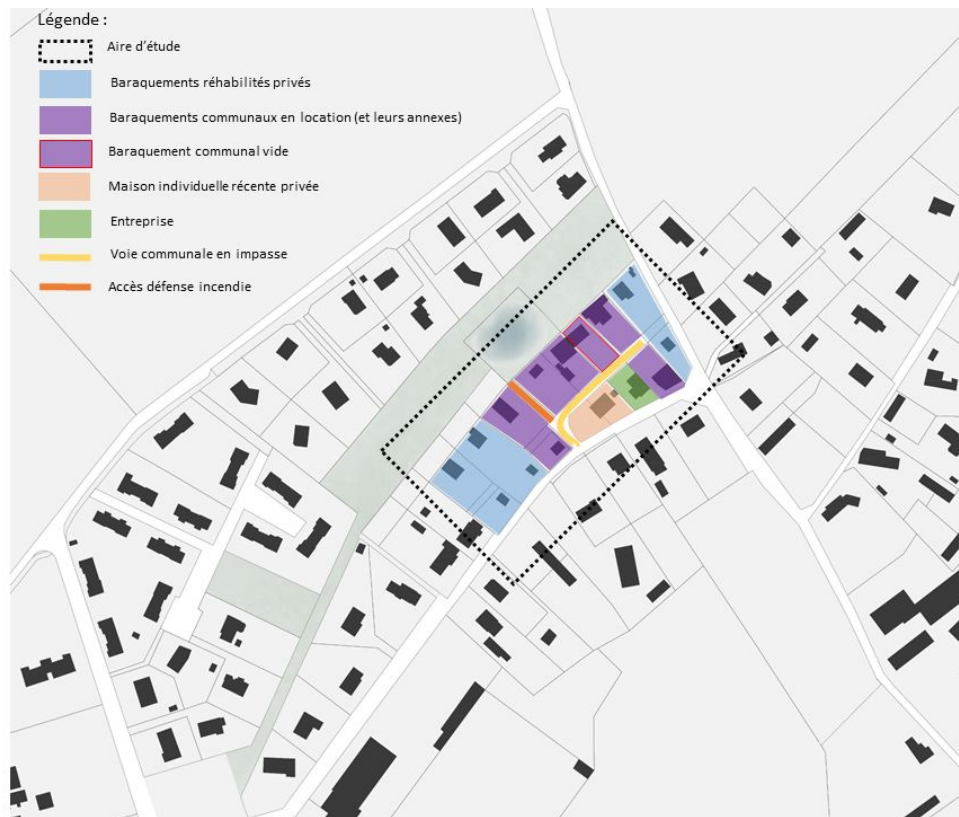 Légende :
Aire d'étude
Baraquements réhabilités privés
Baraquements communaux en location (et leurs annexes)
Baraquement communal vide
Maison individuelle récente privée
Entreprise
Voie communale en impasse
Accès défense incendie